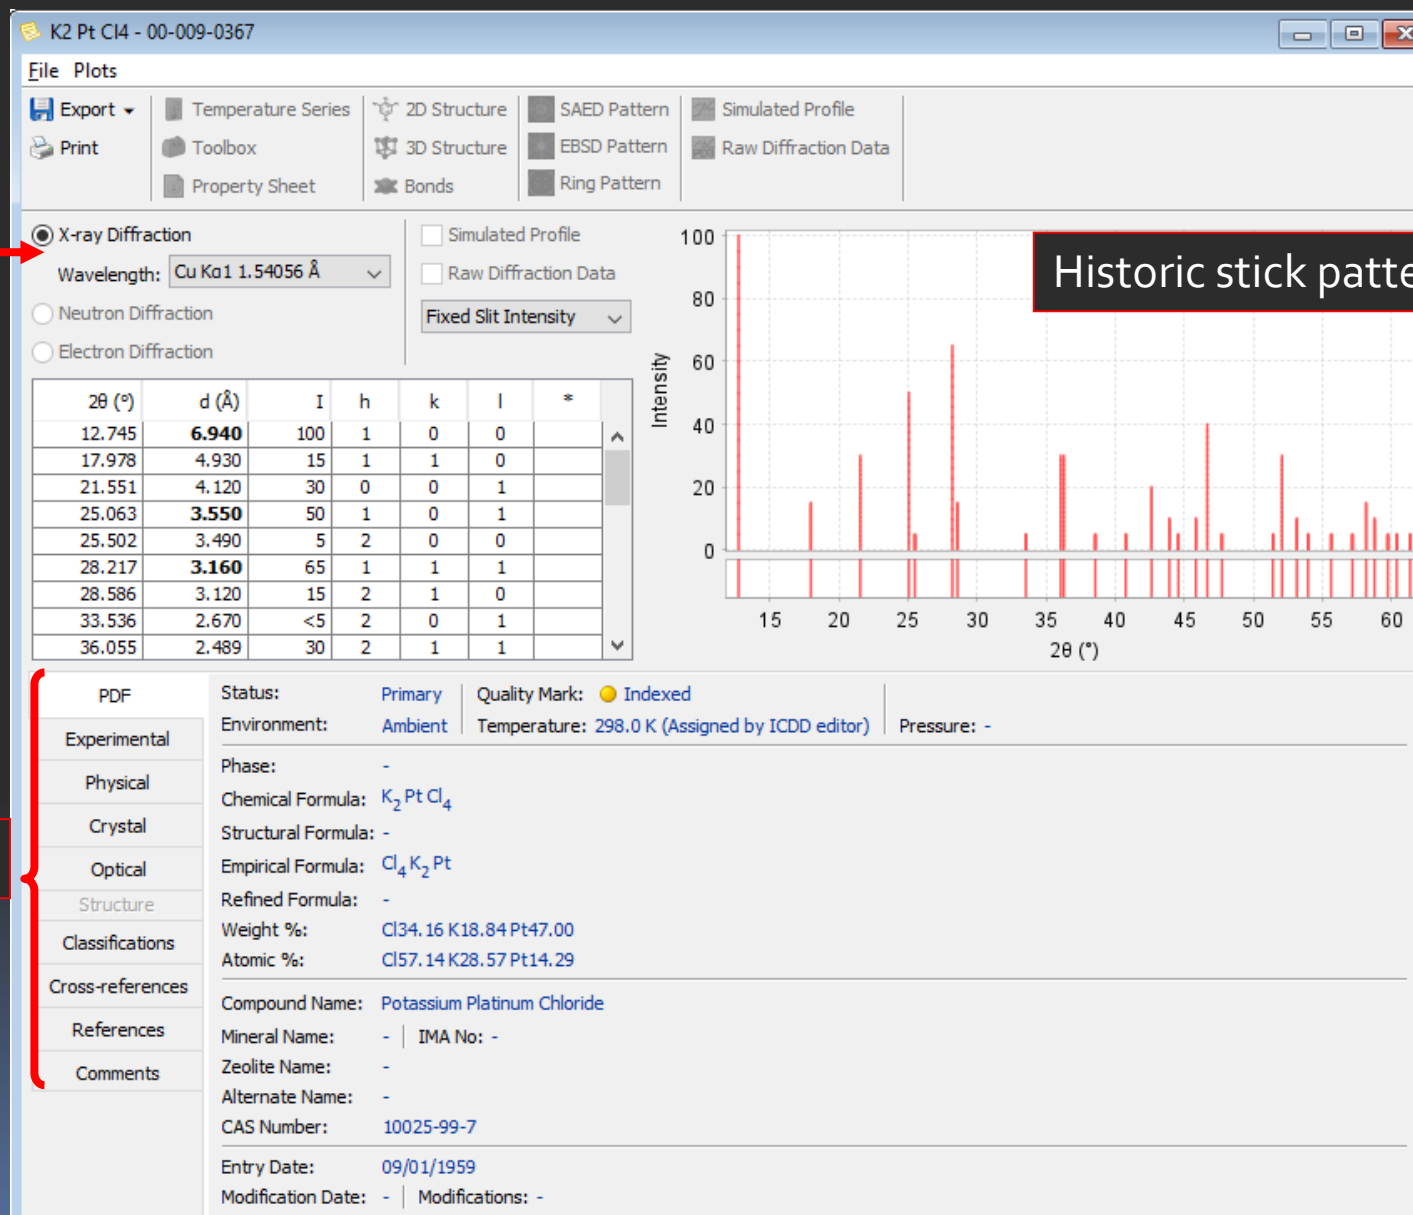 K2 Pt Cl4 - 00-009-0367
File Plots
Export Temperature Series 2D Structure SAED Pattern Simulated Profile
Print Toolbox 3D Structure EBSD Pattern Raw Diffraction Data
Property Sheet Bonds Ring Pattern
X-ray Diffraction
Wavelength: Cu Kα1 1.54056 Å
Neutron Diffraction
Electron Diffraction
Simulated Profile
Raw Diffraction Data
Fixed Slit Intensity
2θ (°) d (Å) I h k l *
12.745 6.940 100 1 0 0
17.978 4.930 15 1 1 0
21.551 4.120 30 0 0 1
25.063 3.550 50 1 0 1
25.502 3.490 5 2 0 0
28.217 3.160 65 1 1 1
28.586 3.120 15 2 1 0
33.536 2.670 <5 2 0 1
36.055 2.489 30 2 1 1
Historic stick patte
Intensity
100
80
60
40
20
0
15 20 25 30 35 40 45 50 55 60
2θ (°)
PDF
Experimental
Physical
Crystal
Optical
Structure
Classifications
Cross-references
References
Comments
Status: Primary Quality Mark: Indexed
Environment: Ambient Temperature: 298.0 K (Assigned by ICDD editor) Pressure: -
Phase: -
Chemical Formula: K2 Pt Cl4
Structural Formula: -
Empirical Formula: Cl4 K2 Pt
Refined Formula: -
Weight %: Cl34.16 K18.84 Pt47.00
Atomic %: Cl57.14 K28.57 Pt14.29
Compound Name: Potassium Platinum Chloride
Mineral Name: - IMA No: -
Zeolite Name: -
Alternate Name: -
CAS Number: 10025-99-7
Entry Date: 09/01/1959
Modification Date: - Modifications: -